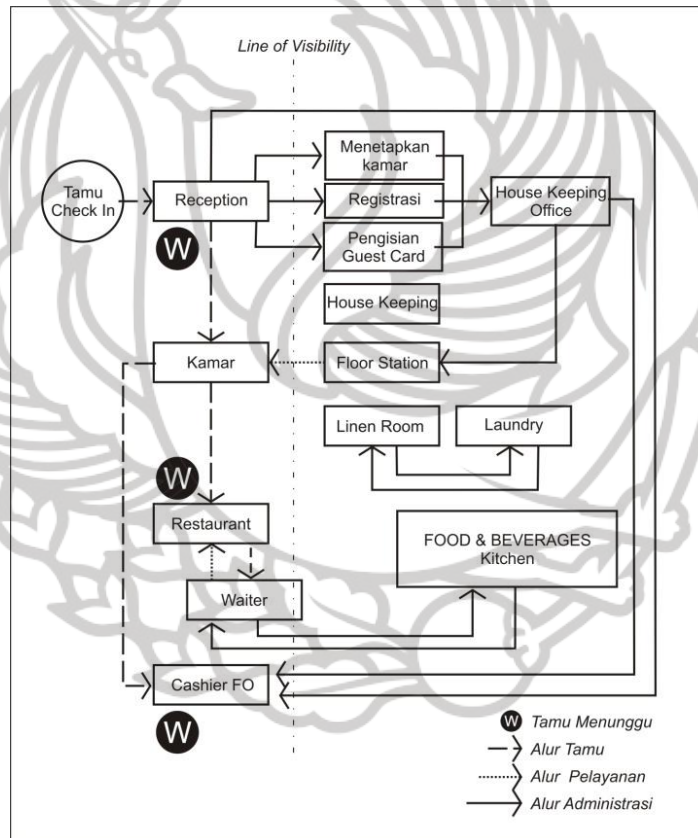 Line of Visibility
Tamu
Check In
Reception
W
Menetapkan
kamar
Registrasi
Pengisian
Guest Card
House Keeping
Office
House Keeping
Kamar
Floor Station
Linen Room
Laundry
W
Restaurant
FOOD & BEVERAGES
Kitchen
Waiter
Cashier FO
W
W Tamu Menunggu
Alur Tamu
Alur Pelayanan
Alur Administrasi